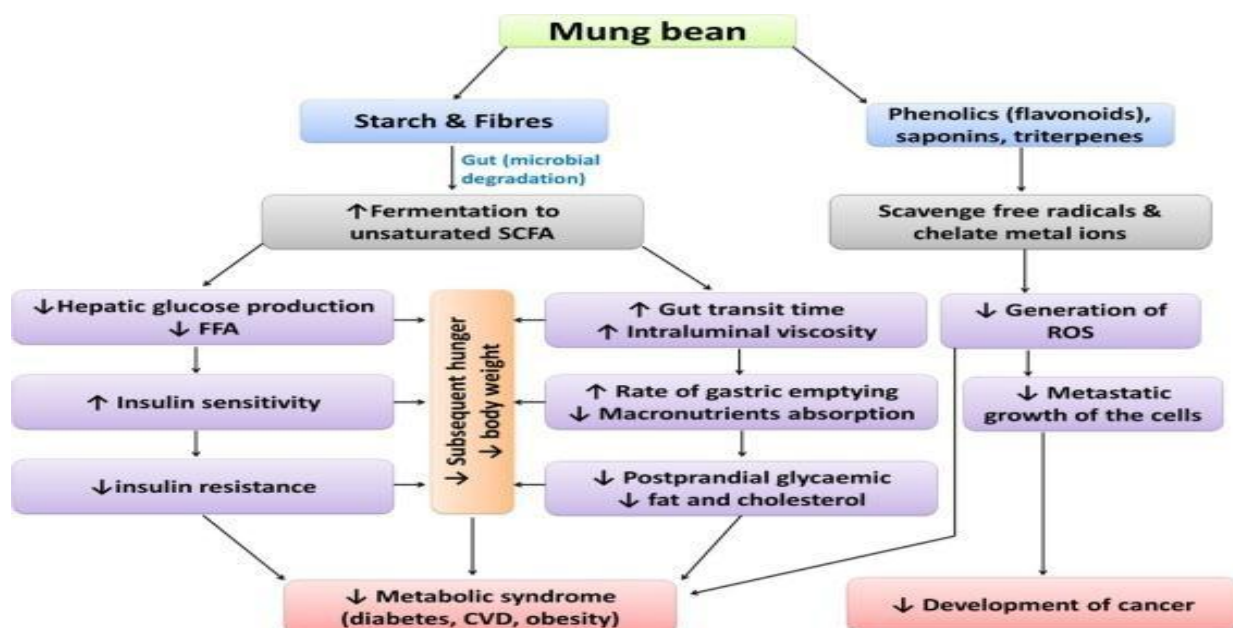 Mung bean
Starch & Fibres
Phenolics (flavonoids),
saponins, triterpenes
Gut (microbial
degradation)
↑Fermentation to
unsaturated SCFA
Scavenge free radicals &
chelate metal ions
↓Hepatic glucose production
↓ FFA
↓ Subsequent hunger
↓ body weight
↑ Gut transit time
↑ Intraluminal viscosity
↓ Generation of
ROS
↑ Insulin sensitivity
↑ Rate of gastric emptying
↓ Macronutrients absorption
↓ Metastatic
growth of the cells
↓insulin resistance
↓ Postprandial glycaemic
↓ fat and cholesterol
↓ Metabolic syndrome
(diabetes, CVD, obesity)
↓ Development of cancer